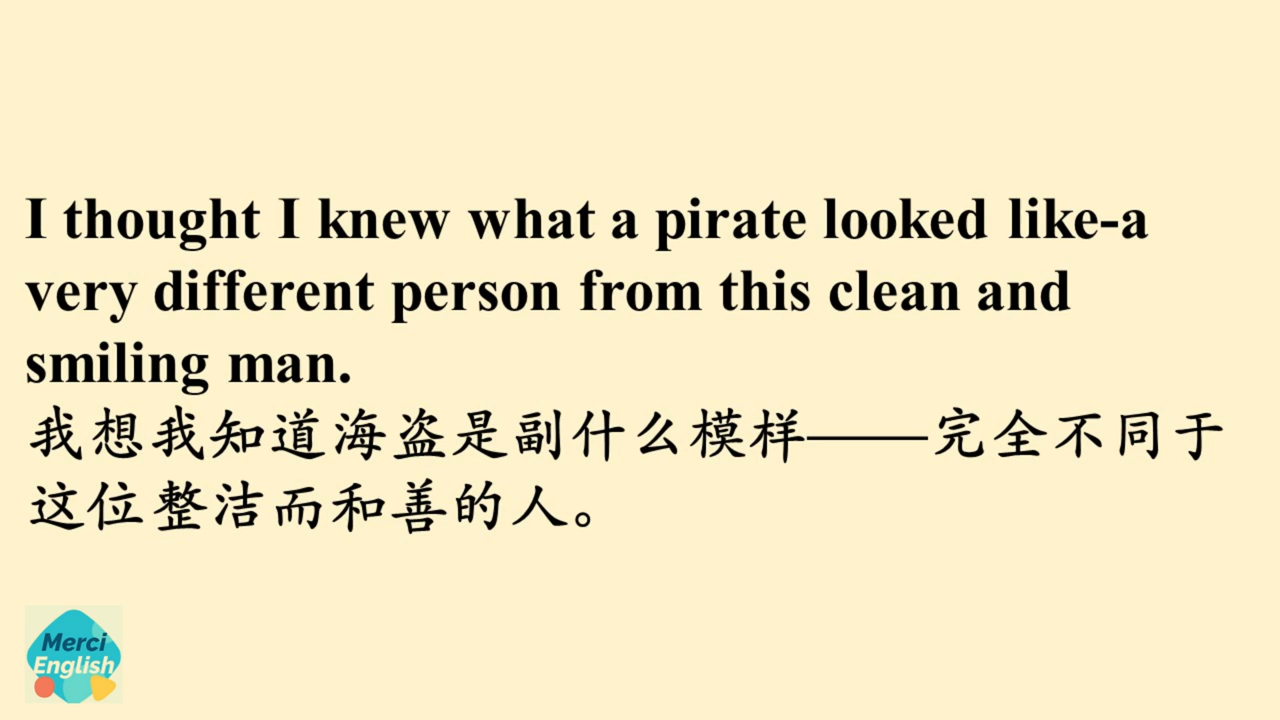 I thought I knew what a pirate looked like-a
very different person from this clean and
smiling man.
我想我知道海盗是副什么模样——完全不同于
这位整洁而和善的人。
Merci
English